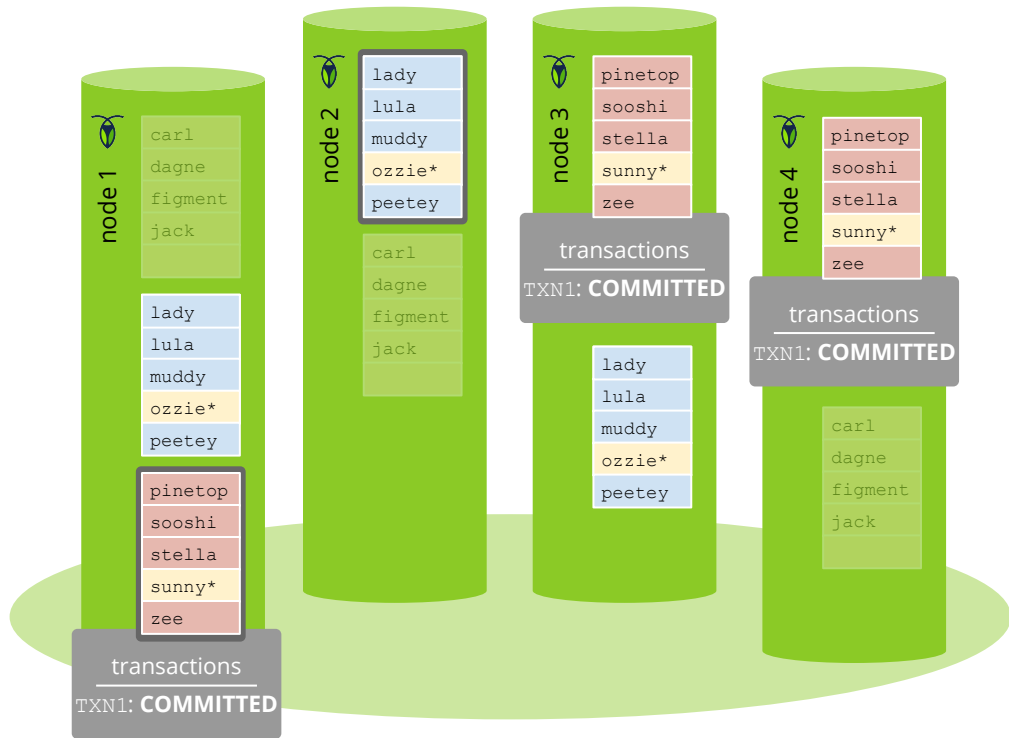 node 1
carl
dagne
figment
jack
lady
lula
muddy
ozzie*
peetey
pinetop
sooshi
stella
sunny*
zee
transactions
TXN1: COMMITTED
node 2
lady
lula
muddy
ozzie*
peetey
carl
dagne
figment
jack
node 3
pinetop
sooshi
stella
sunny*
zee
transactions
TXN1: COMMITTED
lady
lula
muddy
ozzie*
peetey
node 4
pinetop
sooshi
stella
sunny*
zee
transactions
TXN1: COMMITTED
carl
dagne
figment
jack